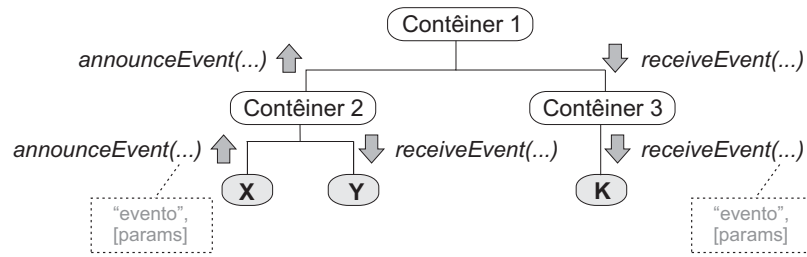 Contêiner 1
announceEvent(...)
receiveEvent(...)
Contêiner 2
Contêiner 3
announceEvent(...)
receiveEvent(...)
receiveEvent(...)
X
Y
K
“evento”,
[params]
“evento”,
[params]